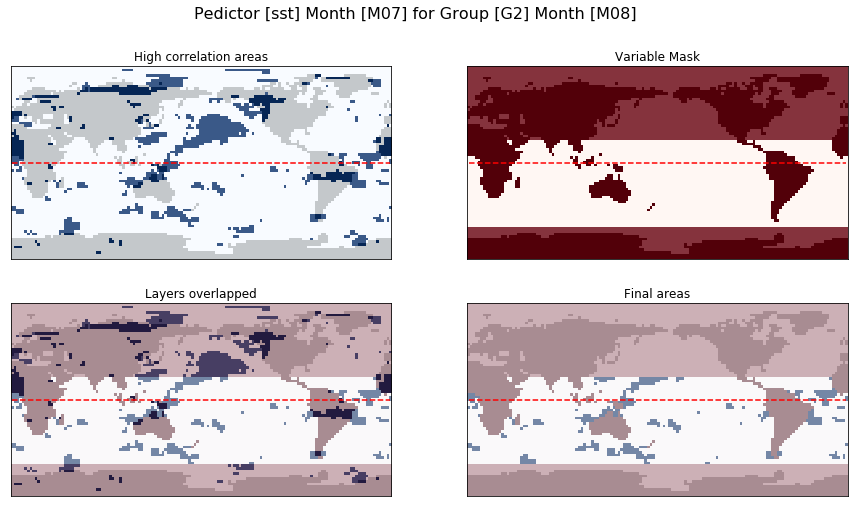 Pedictor [sst] Month [M07] for Group [G2] Month [M08]
High correlation areas
Variable Mask
Layers overlapped
Final areas